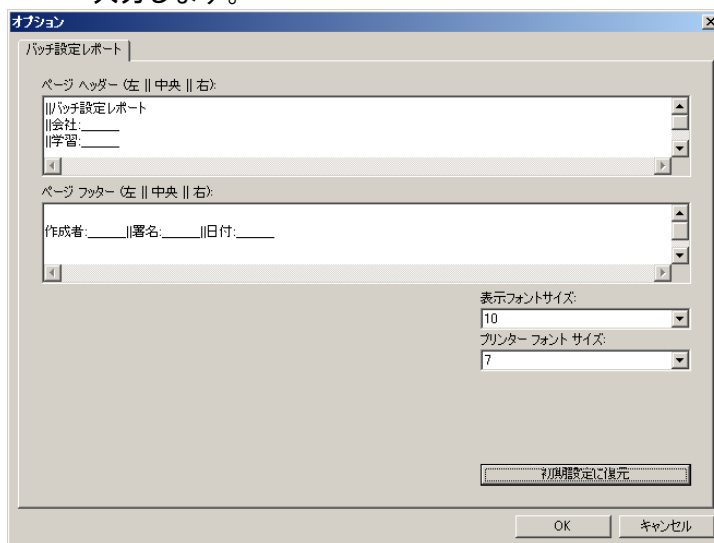 入力します。
オプション
バッチ設定レポート
ページ ヘッダー (左 || 中央 || 右):
||バッチ設定レポート
||会社:______
||学習:______
ページ フッター (左 || 中央 || 右):
作成者:______||署名:______||日付:______
表示フォントサイズ:
10
プリンター フォント サイズ:
7
初期設定に復元
OK キャンセル